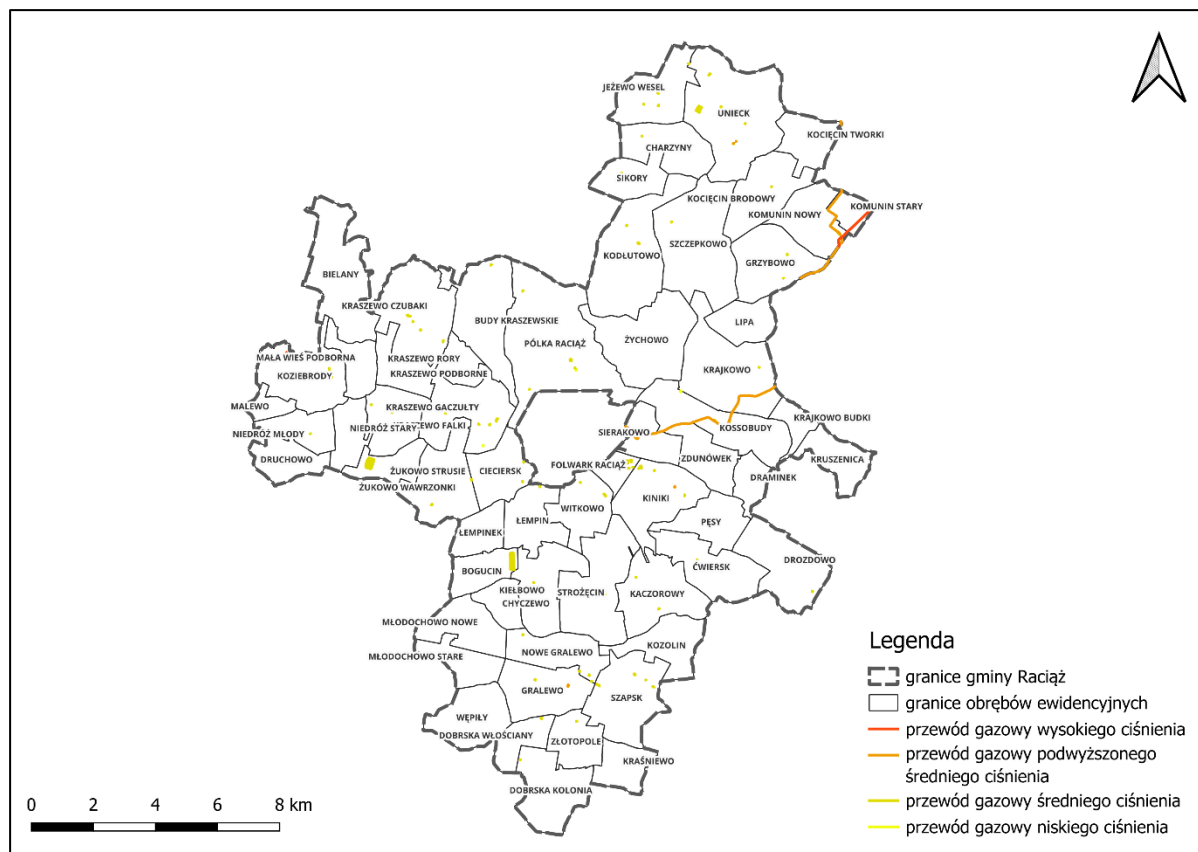 JEŻEWO WESEL
UNIECK
KOCIĘCIN TWORKI
CHARZYNY
SIKORY
KOCIĘCIN BRODOWY
KOMUNIN STARY
KOMUNIN NOWY
SZCZEPKOWO
KODŁUTOWO
GRZYBOWO
BIELANY
KRASZEWO CZUBAKI
BUDY KRASZEWSKIE
LIPA
PÓLKA RACIĄŻ
ŻYCHOWO
MAŁA WIEŚ PODBORNA
KRASZEWO RORY
KOZIEBRODY
KRASZEWO PODBORNE
KRAJKOWO
MALEWO
KRASZEWO GACZUŁTY
KRAJKOWO BUDKI
NIEDRÓŻ MŁODY
NIEDRÓŻ STARY
FALKI
SIERAKOWO
KOSSOBUDY
DRUCHOWO
ŻUKOWO STRUSIE
CIECIERSK
FOLWARK RACIĄŻ
ZDUNÓWEK
KRUSZENICA
ŻUKOWO WAWRZONKI
DRAMINEK
KINIKI
WITKOWO
ŁEMPINEK
ŁEMPIN
PĘSY
DROZDOWO
BOGUCIN
ĆWIERSK
KIEŁBOWO
STROŻĘCIN
KACZOROWY
CHYCZEWO
MŁODOCHOWO NOWE
KOZOLIN
NOWE GRALEWO
MŁODOCHOWO STARE
GRALEWO
SZAPSK
WĘPIŁY
DOBRSKA WŁOŚCIANY
ZŁOTOPOLE
KRAŚNIEWO
DOBRSKA KOLONIA
0 2 4 6 8 km
Legenda
granice gminy Raciąż
granice obrębów ewidencyjnych
przewód gazowy wysokiego ciśnienia
przewód gazowy podwyższonego
średniego ciśnienia
przewód gazowy średniego ciśnienia
przewód gazowy niskiego ciśnienia